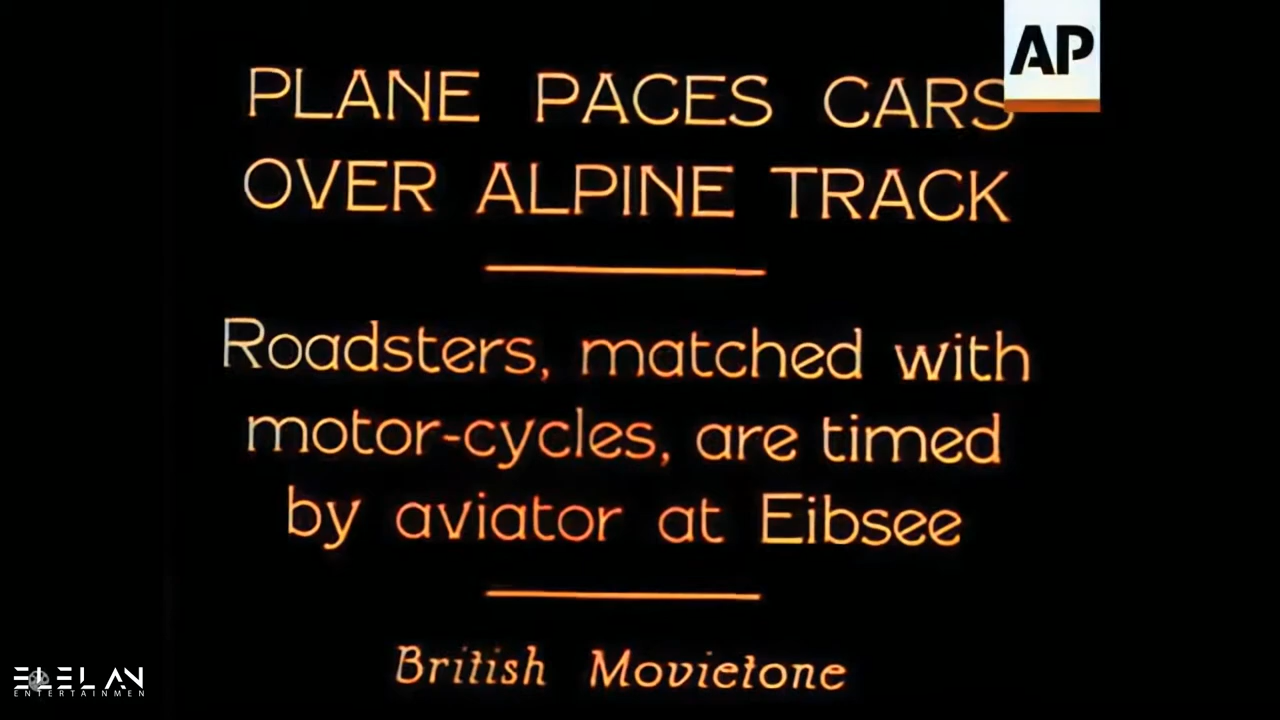 AP
PLANE PACES CARS
OVER ALPINE TRACK
Roadsters, matched with
motor-cycles, are timed
by aviator at Eibsee
British Movietone
ELELAN
ENTERTAINMEN